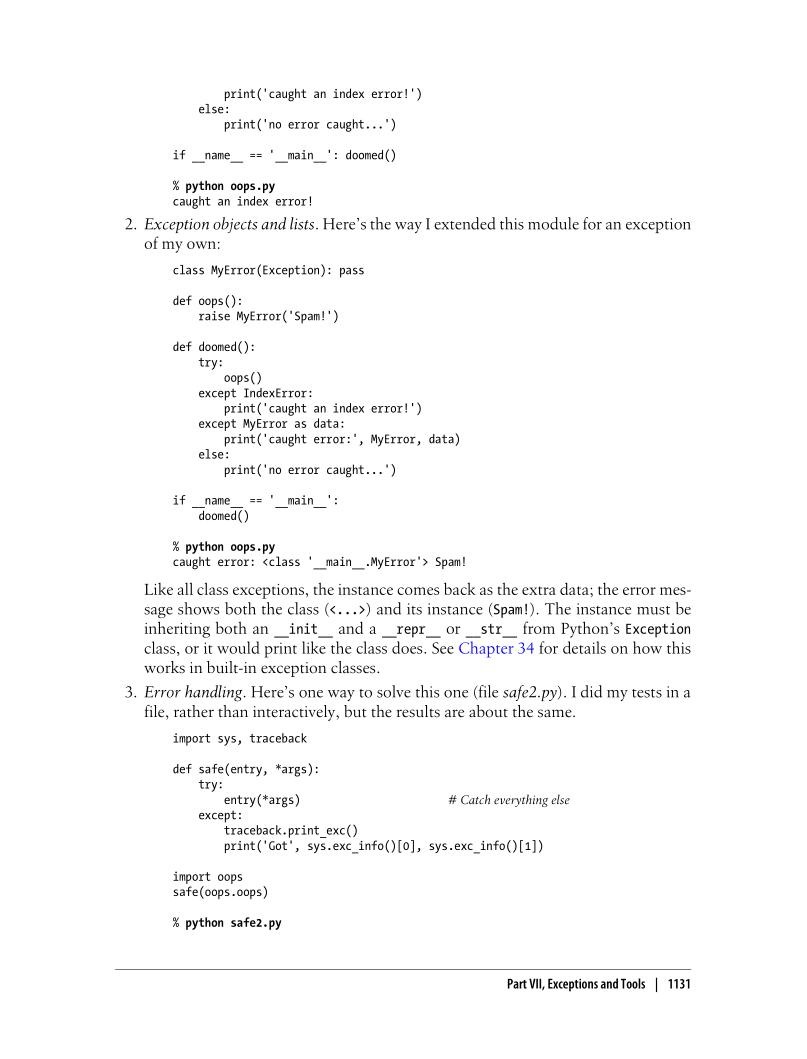 print('caught an index error!')
    else:
        print('no error caught...')

if __name__ == '__main__': doomed()

% python oops.py
caught an index error!
2. Exception objects and lists. Here’s the way I extended this module for an exception
of my own:
class MyError(Exception): pass

def oops():
    raise MyError('Spam!')

def doomed():
    try:
        oops()
    except IndexError:
        print('caught an index error!')
    except MyError as data:
        print('caught error:', MyError, data)
    else:
        print('no error caught...')

if __name__ == '__main__':
    doomed()

% python oops.py
caught error: <class '__main__.MyError'> Spam!
Like all class exceptions, the instance comes back as the extra data; the error mes-
sage shows both the class (<...>) and its instance (Spam!). The instance must be
inheriting both an __init__ and a __repr__ or __str__ from Python’s Exception
class, or it would print like the class does. See Chapter 34 for details on how this
works in built-in exception classes.
3. Error handling. Here’s one way to solve this one (file safe2.py). I did my tests in a
file, rather than interactively, but the results are about the same.
import sys, traceback

def safe(entry, *args):
    try:
        entry(*args) # Catch everything else
    except:
        traceback.print_exc()
        print('Got', sys.exc_info()[0], sys.exc_info()[1])

import oops
safe(oops.oops)

% python safe2.py
Part VII, Exceptions and Tools | 1131